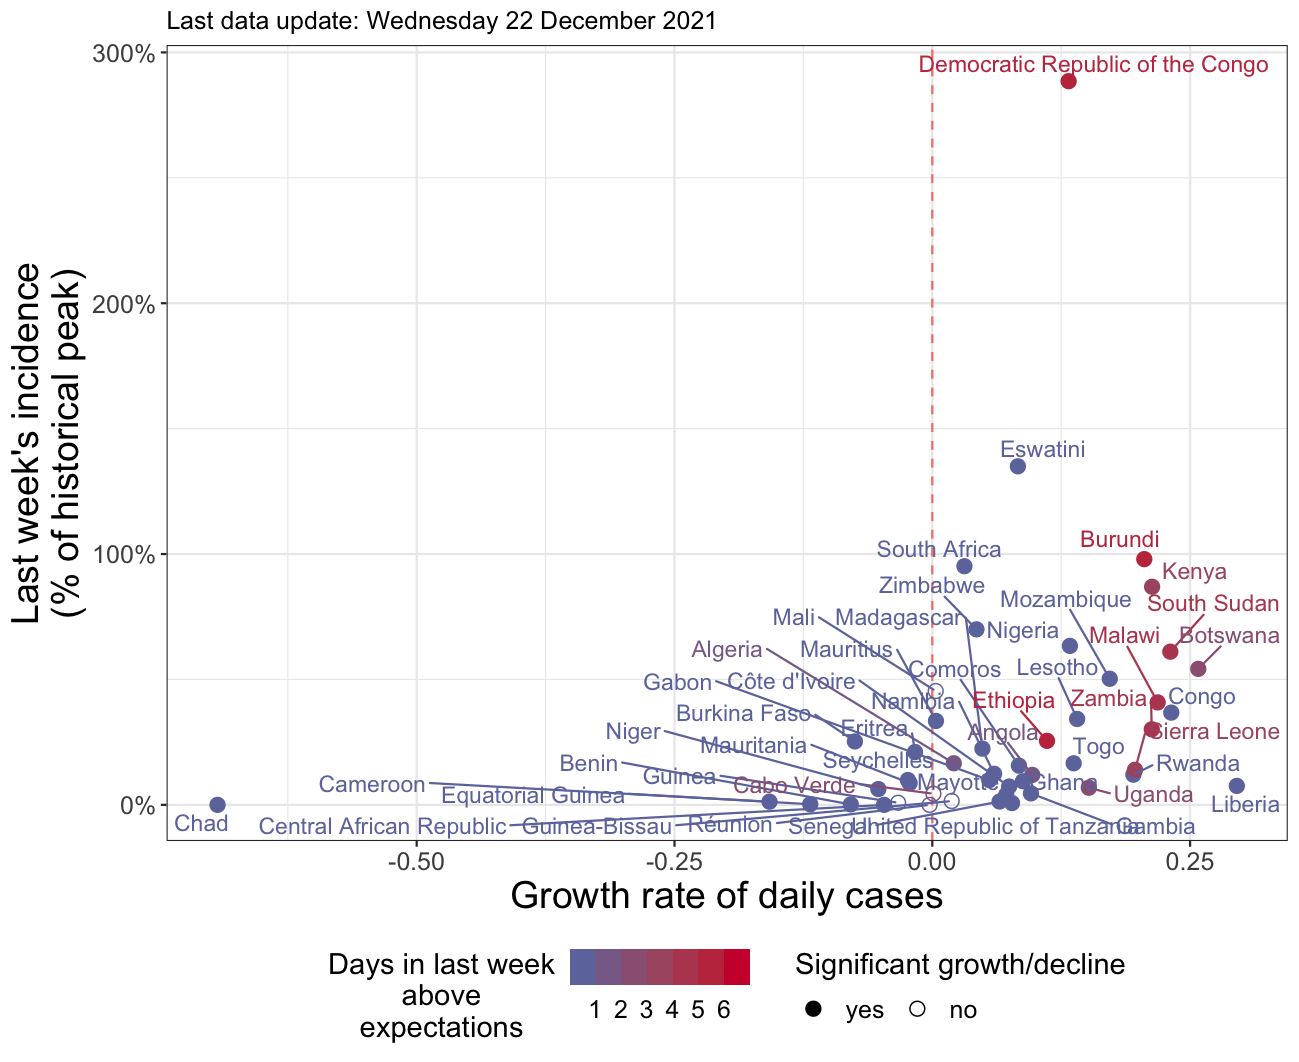 Last data update: Wednesday 22 December 2021
300%
Democratic Republic of the Congo
200%
Last week's incidence
(% of historical peak)
Eswatini
100%
Burundi
South Africa
Kenya
Zimbabwe
Mozambique
South Sudan
Mali
Madagascar
Nigeria
Malawi
Botswana
Algeria
Mauritius
Comoros
Lesotho
Gabon
Côte d'Ivoire
Namibia
Ethiopia
Zambia
Congo
Burkina Faso
Niger
Eritrea
Angola
Sierra Leone
Mauritania
Togo
Benin
Seychelles
Rwanda
Guinea
Cameroon
Cabo Verde
Mayotte
Ghana
Equatorial Guinea
Uganda
0%
Liberia
Chad
Central African Republic
Guinea-Bissau
Réunion
Senegal
United Republic of Tanzania
Gambia
-0.50 -0.25 0.00 0.25
Growth rate of daily cases
Days in last week
above
expectations
1 2 3 4 5 6
Significant growth/decline
yes no